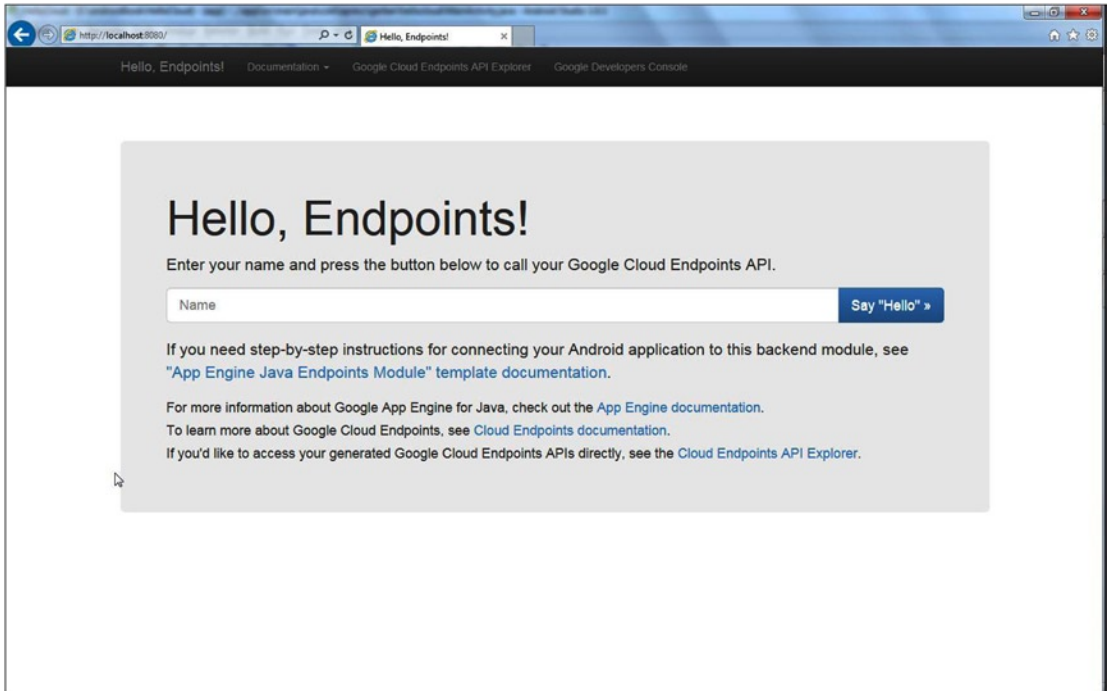 http://localhost:8080/
Hello, Endpoints!
Hello, Endpoints! Documentation Google Cloud Endpoints API Explorer Google Developers Console
Hello, Endpoints!
Enter your name and press the button below to call your Google Cloud Endpoints API.
Name Say "Hello" »
If you need step-by-step instructions for connecting your Android application to this backend module, see
"App Engine Java Endpoints Module" template documentation.
For more information about Google App Engine for Java, check out the App Engine documentation.
To learn more about Google Cloud Endpoints, see Cloud Endpoints documentation.
If you'd like to access your generated Google Cloud Endpoints APIs directly, see the Cloud Endpoints API Explorer.